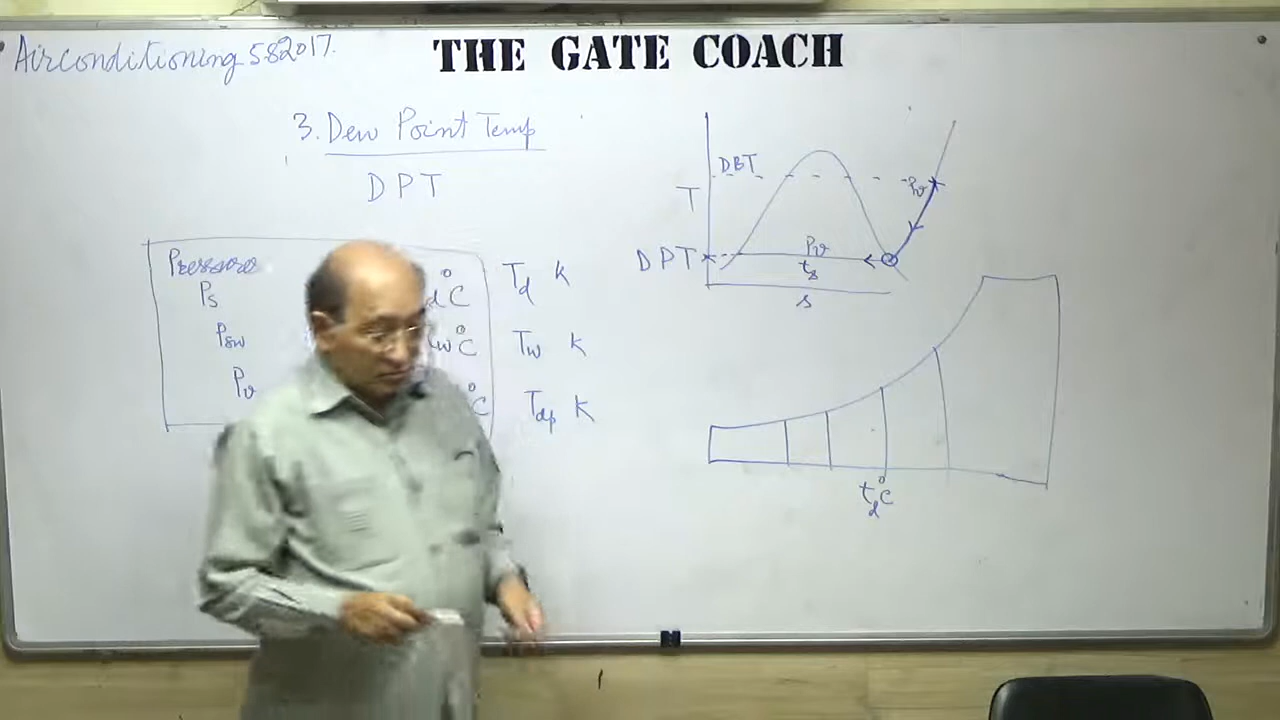 Airconditioning 582017.
THE GATE COACH
3. Dew Point Temp
DPT
Pressure
Ps d°C Td K
Psw tw°C Tw K
Pv °C Tdp K
DBT
T
Pv
DPT
Pv
ts
s
td°C